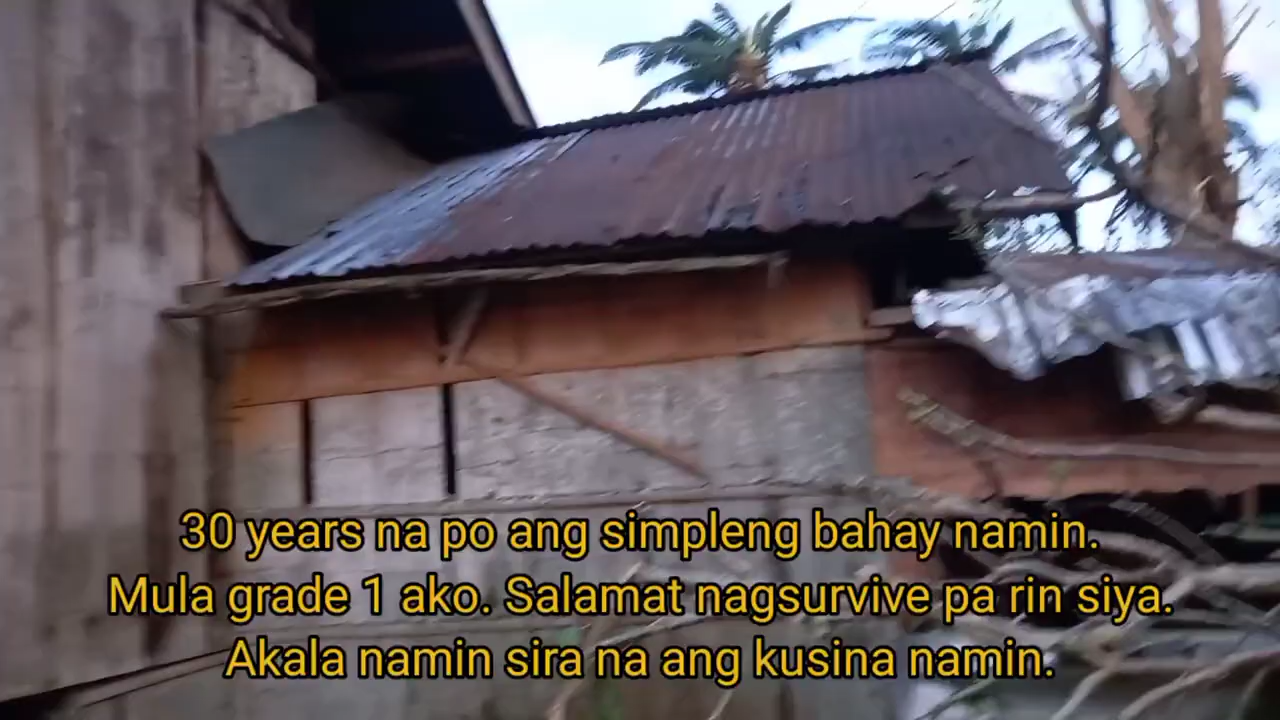 30 years na po ang simpleng bahay namin.
Mula grade 1 ako. Salamat nagsurvive pa rin siya.
Akala namin sira na ang kusina namin.